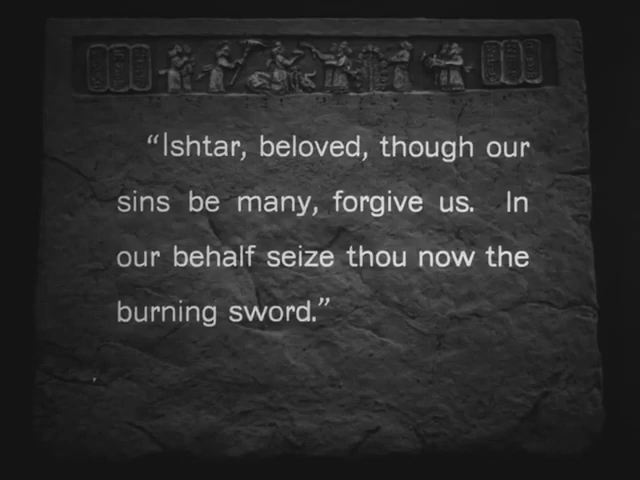 “Ishtar, beloved, though our
sins be many, forgive us. In
our behalf seize thou now the
burning sword.”